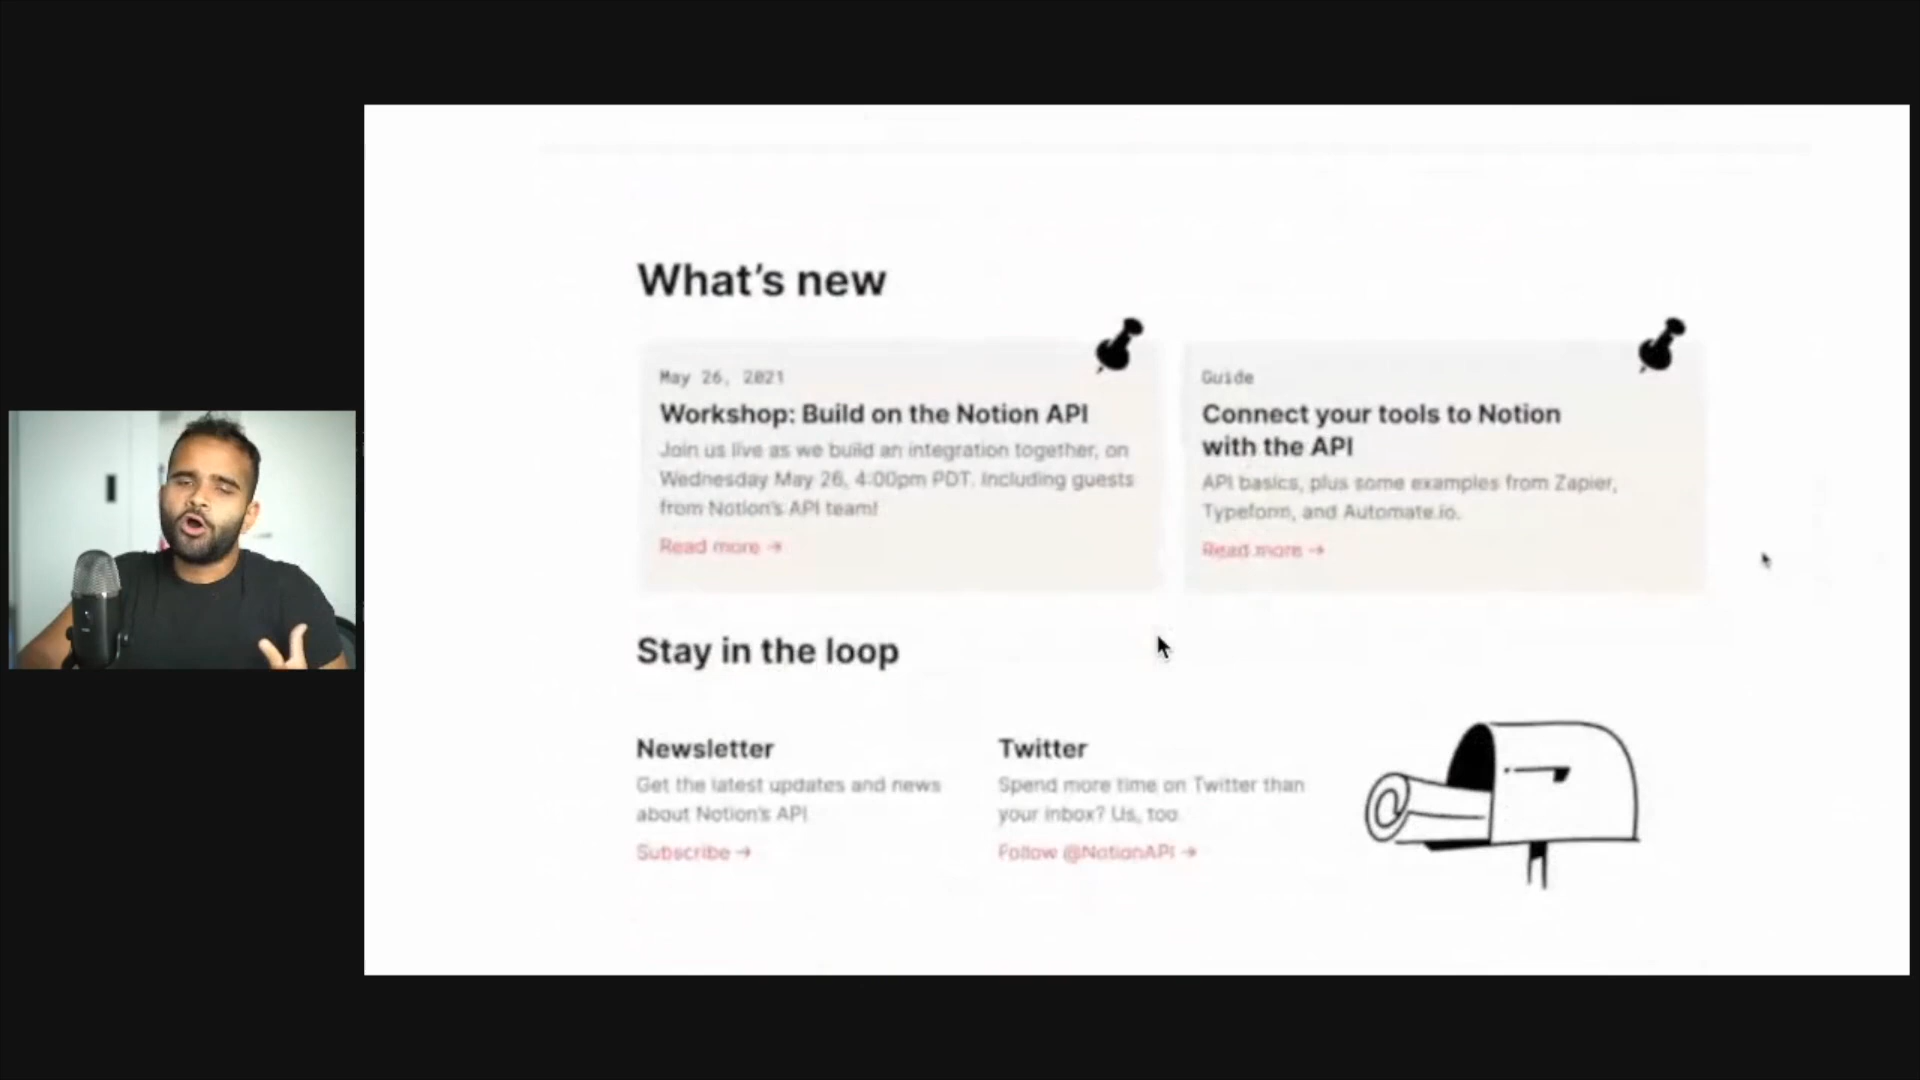 What's new
May 26, 2021
Workshop: Build on the Notion API
Join us live as we build an integration together, on
Wednesday May 26, 4:00pm PDT. Including guests
from Notion's API team!
Read more →
Guide
Connect your tools to Notion
with the API
API basics, plus some examples from Zapier,
Typeform, and Automate.io.
Read more →
Stay in the loop
Newsletter
Get the latest updates and news
about Notion's API
Subscribe →
Twitter
Spend more time on Twitter than
your inbox? Us, too
Follow @NotionAPI →